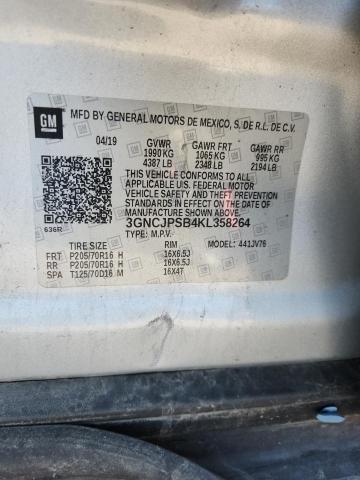 GM
MFD BY GENERAL MOTORS DE MEXICO, S. DE R.L. DE C.V.
04/19 GVWR GAWR FRT GAWR RR
1990 KG 1065 KG 995 KG
4387 LB 2348 LB 2194 LB
THIS VEHICLE CONFORMS TO ALL U.S. FEDERAL MOTOR
VEHICLE SAFETY AND THEFT PREVENTION
STANDARDS IN EFFECT ON THE DATE OF
MANUFACTURE SHOWN ABOVE.
636R 3GNCJPSB4KL358264
TYPE: M.P.V. MODEL: 441JV76
TIRE SIZE RIM
FRT P205/70R16 H 16X6.5J
RR P205/70R16 H 16X6.5J
SPA T125/70D16 M 16X4T